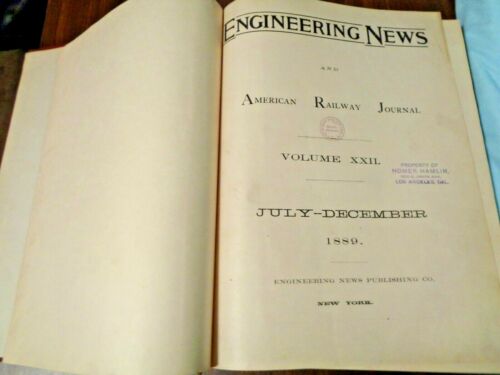 ENGINEERING NEWS
AND
AMERICAN RAILWAY JOURNAL
VOLUME XXII.
PROPERTY OF
HOMER HAMLIN,
LOS ANGELES, CAL.
JULY-DECEMBER
1889.
ENGINEERING NEWS PUBLISHING CO.
NEW YORK.